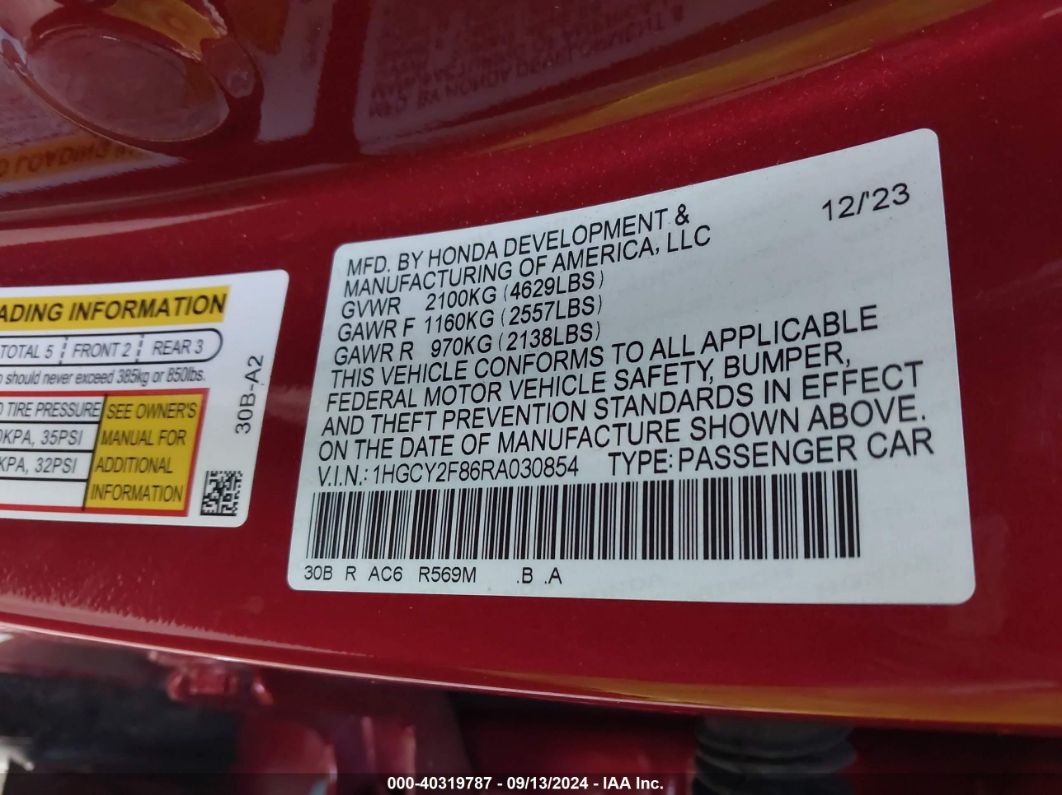 12/'23
MFD. BY HONDA DEVELOPMENT &
MANUFACTURING OF AMERICA, LLC
GVWR 2100KG (4629LBS)
GAWR F 1160KG (2557LBS)
GAWR R 970KG (2138LBS)
THIS VEHICLE CONFORMS TO ALL APPLICABLE
FEDERAL MOTOR VEHICLE SAFETY, BUMPER,
AND THEFT PREVENTION STANDARDS IN EFFECT
ON THE DATE OF MANUFACTURE SHOWN ABOVE.
V.I.N.: 1HGCY2F86RA030854 TYPE: PASSENGER CAR
30B R AC6 R569M .B .A
ADING INFORMATION
TOTAL 5 FRONT 2 REAR 3
should never exceed 385kg or 850lbs.
TIRE PRESSURE
KPA, 35PSI
KPA, 32PSI
SEE OWNER'S
MANUAL FOR
ADDITIONAL
INFORMATION
30B-A2
000-40319787 - 09/13/2024 - IAA Inc.